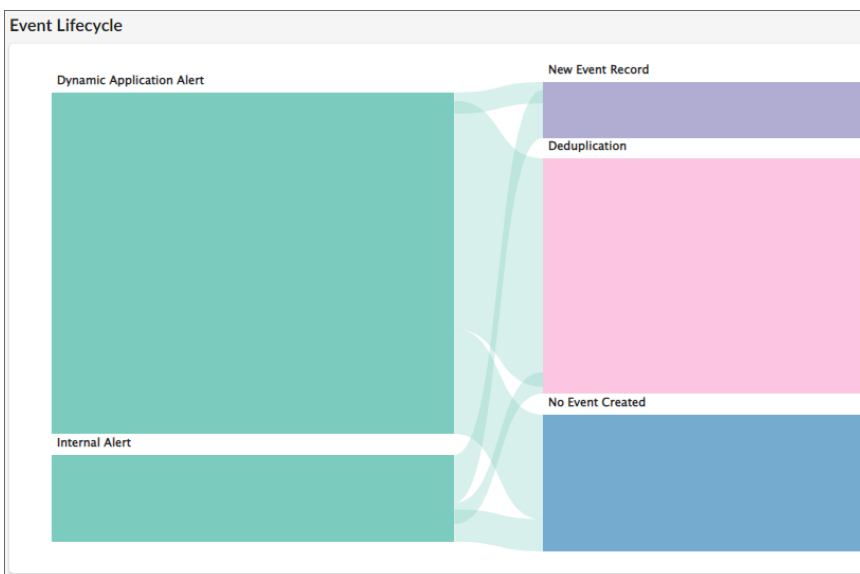 Event Lifecycle
Dynamic Application Alert
New Event Record
Deduplication
No Event Created
Internal Alert